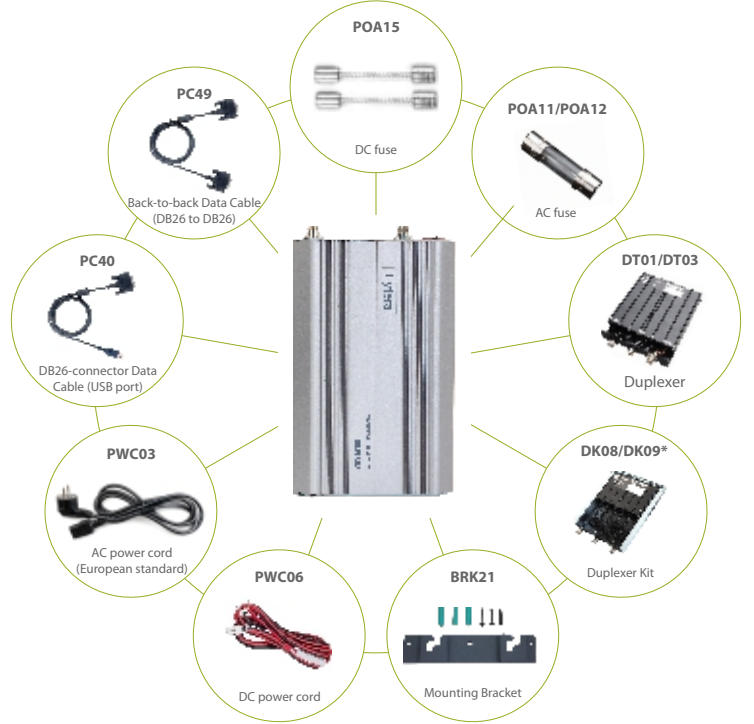 POA15
DC fuse
POA11/POA12
AC fuse
DT01/DT03
Duplexer
DK08/DK09*
Duplexer Kit
BRK21
Mounting Bracket
PWC06
DC power cord
PWC03
AC power cord
(European standard)
PC40
DB26-connector Data
Cable (USB port)
PC49
Back-to-back Data Cable
(DB26 to DB26)